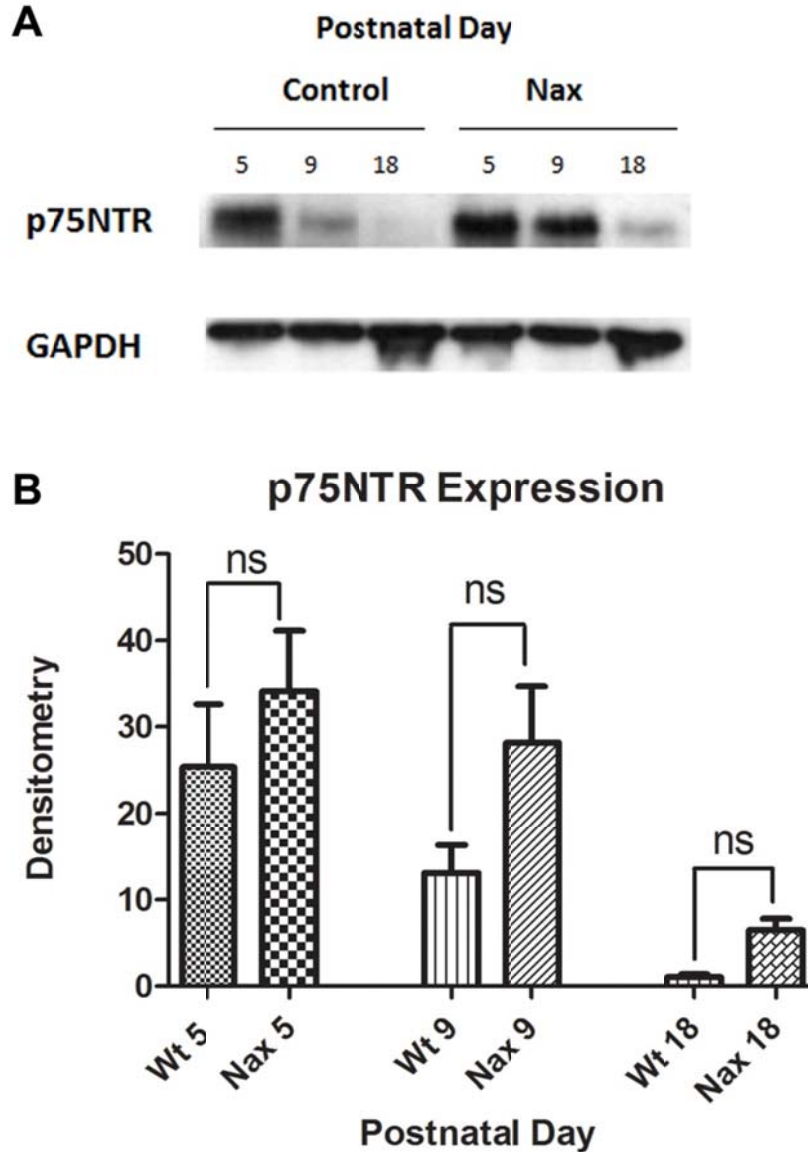 A
Postnatal Day
Control Nax
5 9 18 5 9 18
p75NTR
GAPDH
B
p75NTR Expression
50
40
30
20
10
0
Densitometry
ns
ns
ns
Wt 5
Nax 5
Wt 9
Nax 9
Wt 18
Nax 18
Postnatal Day